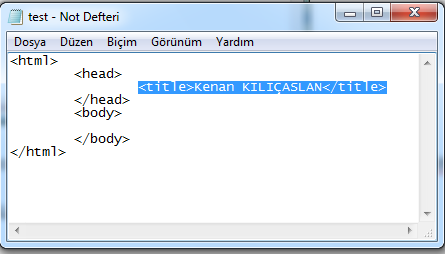 test - Not Defteri
Dosya Düzen Biçim Görünüm Yardım
<html>
<head>
<title>Kenan KILIÇASLAN</title>
</head>
<body>
</body>
</html>